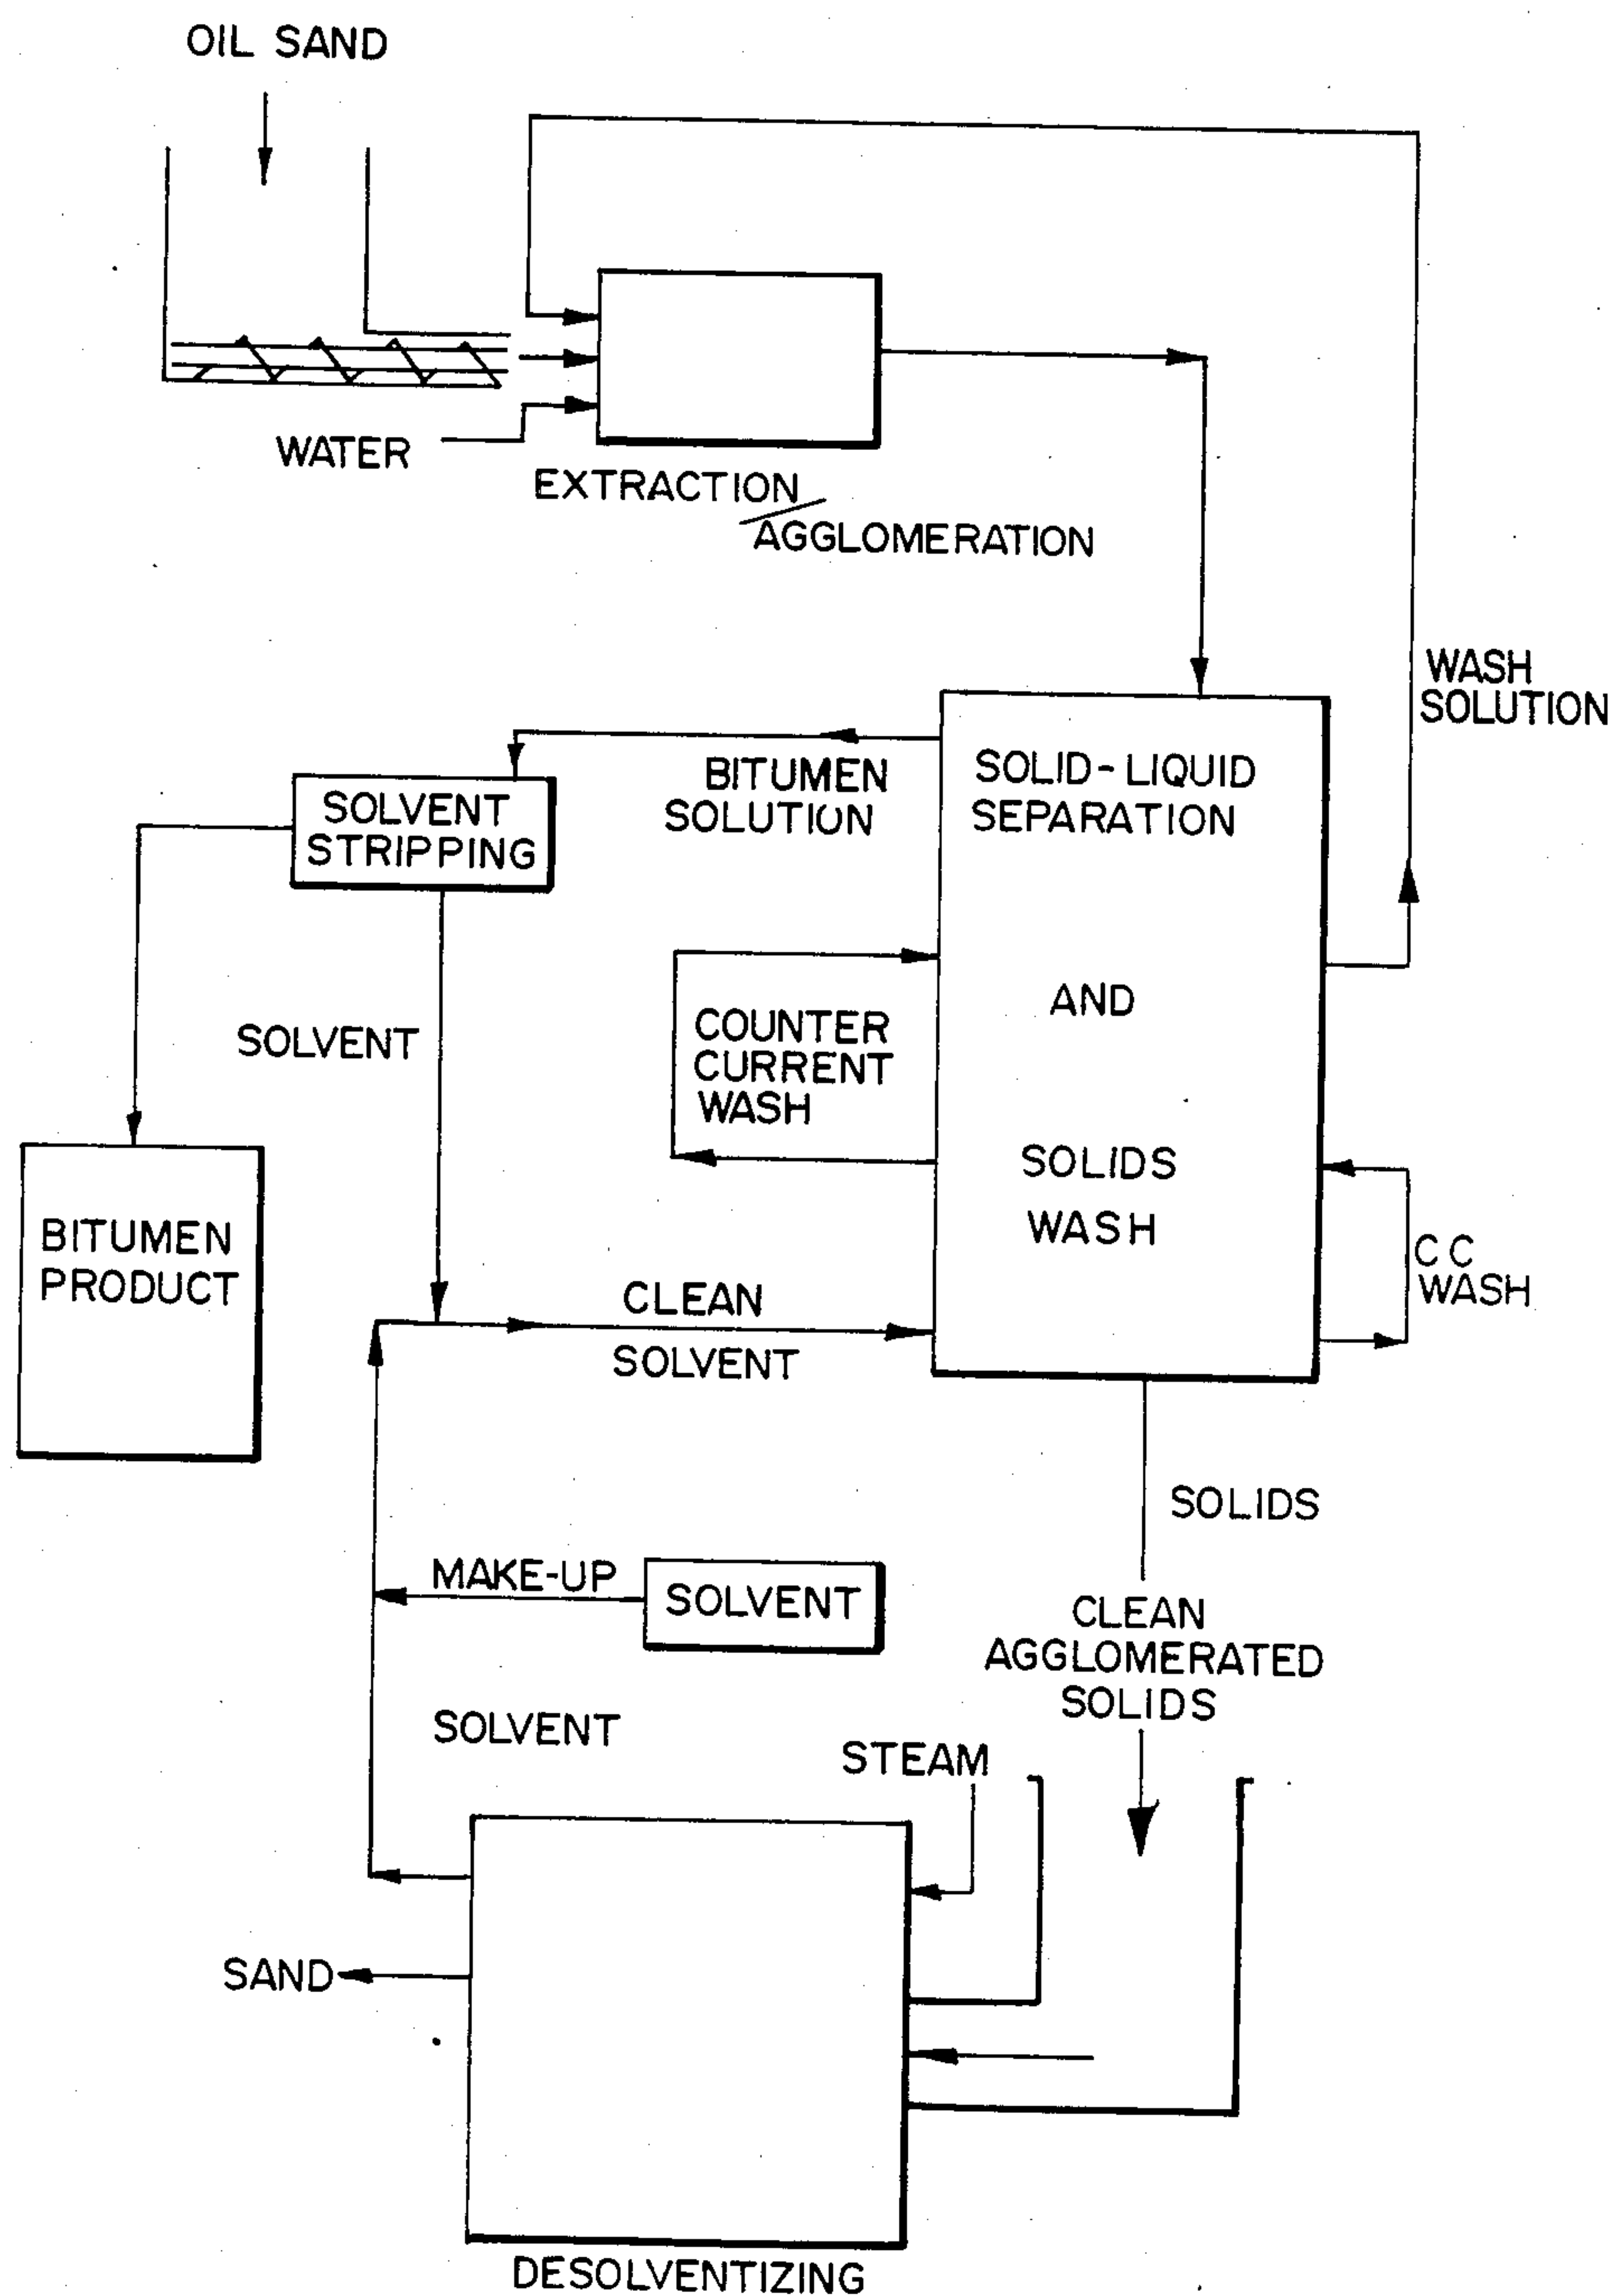 OIL SAND
WATER
EXTRACTION
/AGGLOMERATION
WASH
SOLUTION
BITUMEN
SOLUTION
SOLID-LIQUID
SEPARATION
SOLVENT
STRIPPING
AND
SOLVENT
COUNTER
CURRENT
WASH
SOLIDS
WASH
BITUMEN
PRODUCT
CC
WASH
CLEAN
SOLVENT
SOLIDS
MAKE-UP
SOLVENT
CLEAN
AGGLOMERATED
SOLIDS
SOLVENT
STEAM
SAND
DESOLVENTIZING